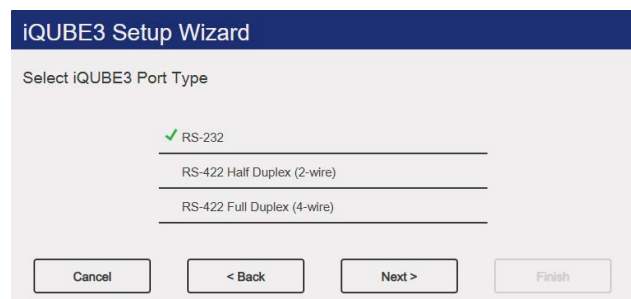 iQUBE3 Setup Wizard
Select iQUBE3 Port Type
RS-232
RS-422 Half Duplex (2-wire)
RS-422 Full Duplex (4-wire)
Cancel < Back Next > Finish